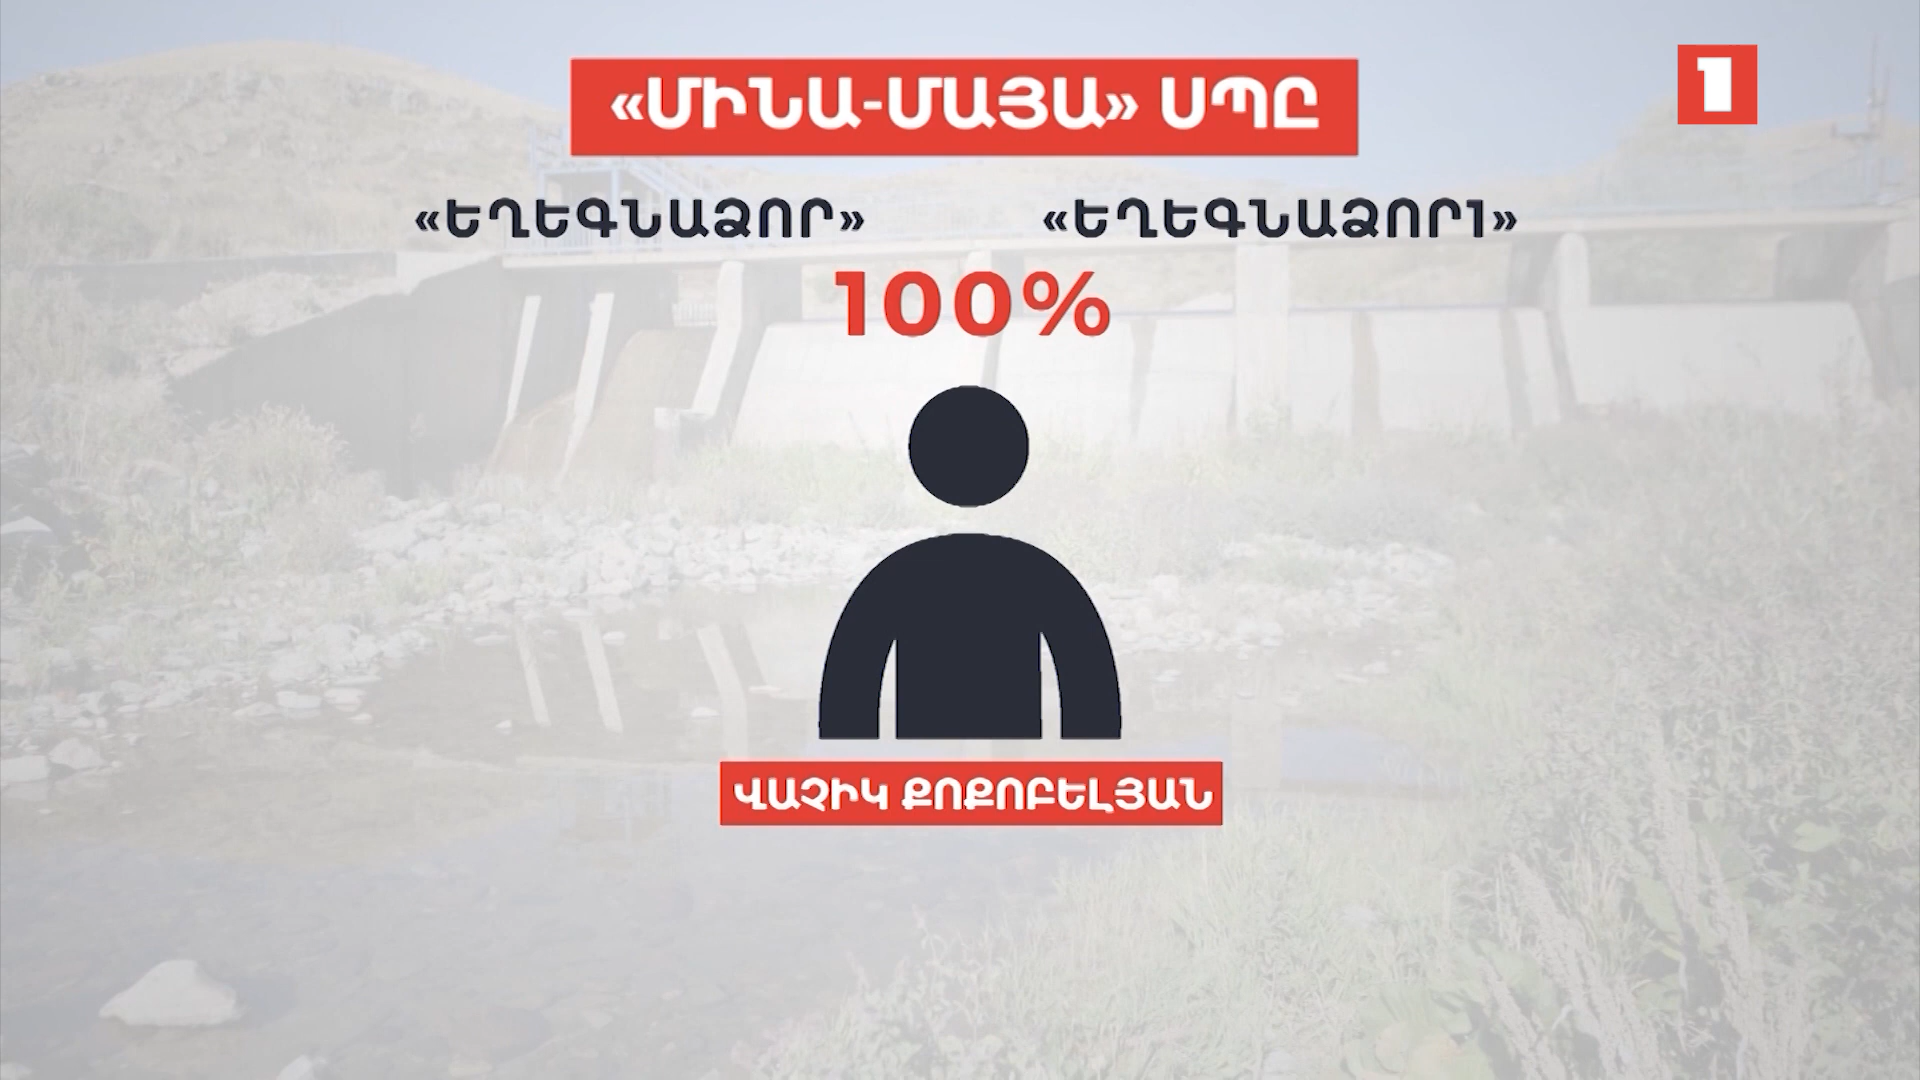 1
«ՄԻՆԱ-ՄԱՅԱ» ՍՊԸ
«ԵՂԵԳՆԱՁՈՐ» «ԵՂԵԳՆԱՁՈՐ1»
100%
ՎԱՉԻԿ ՔՈՔՈԲԵԼՅԱՆ